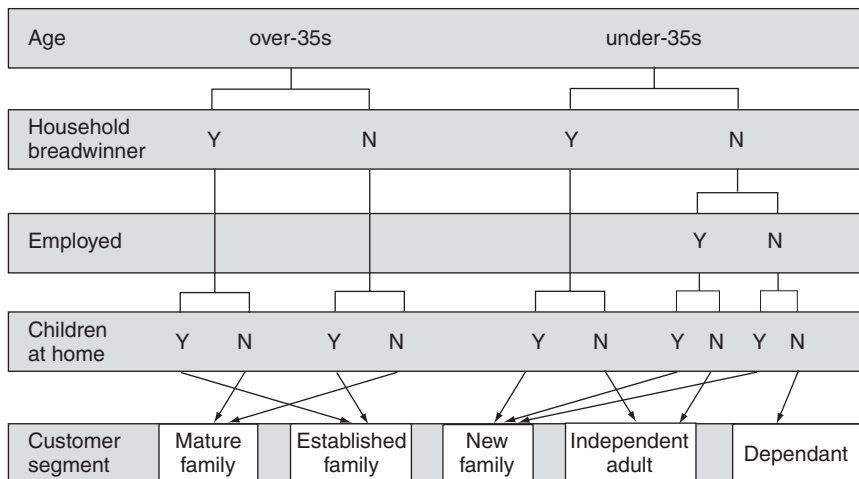 Age over-35s under-35s
Household
breadwinner Y N Y N
Employed Y N
Children
at home Y N Y N Y N Y N Y N
Customer
segment
Mature
family
Established
family
New
family
Independent
adult
Dependant